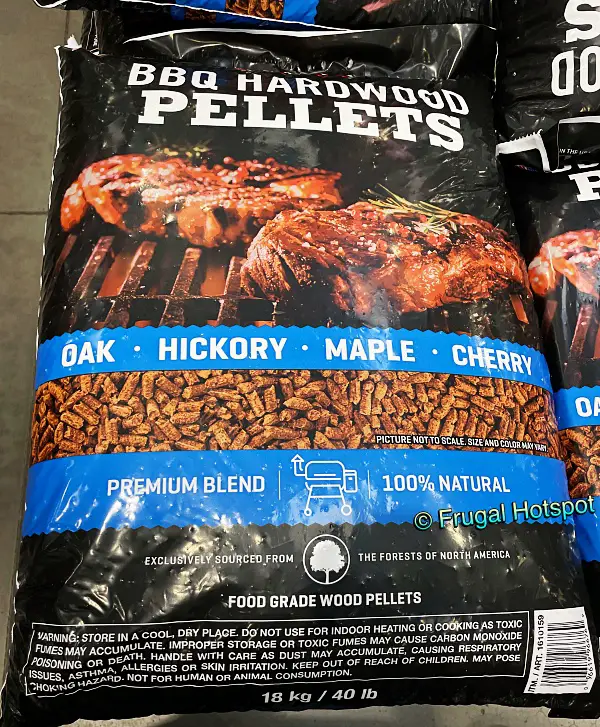 BBQ HARDWOOD
PELLETS
OAK · HICKORY · MAPLE · CHERRY
PICTURE NOT TO SCALE. SIZE AND COLOR MAY VARY
PREMIUM BLEND
100% NATURAL
© Frugal Hotspot
EXCLUSIVELY SOURCED FROM
THE FORESTS OF NORTH AMERICA
FOOD GRADE WOOD PELLETS
WARNING: STORE IN A COOL, DRY PLACE. DO NOT USE FOR INDOOR HEATING OR COOKING AS TOXIC
FUMES MAY ACCUMULATE. IMPROPER STORAGE OR TOXIC FUMES MAY CAUSE CARBON MONOXIDE
POISONING OR DEATH. HANDLE WITH CARE AS DUST MAY ACCUMULATE, CAUSING RESPIRATORY
ISSUES, ASTHMA, ALLERGIES OR SKIN IRRITATION. KEEP OUT OF REACH OF CHILDREN. MAY POSE
CHOKING HAZARD. NOT FOR HUMAN OR ANIMAL CONSUMPTION.
18 kg / 40 lb
ITM. / ART. 1610159
OA